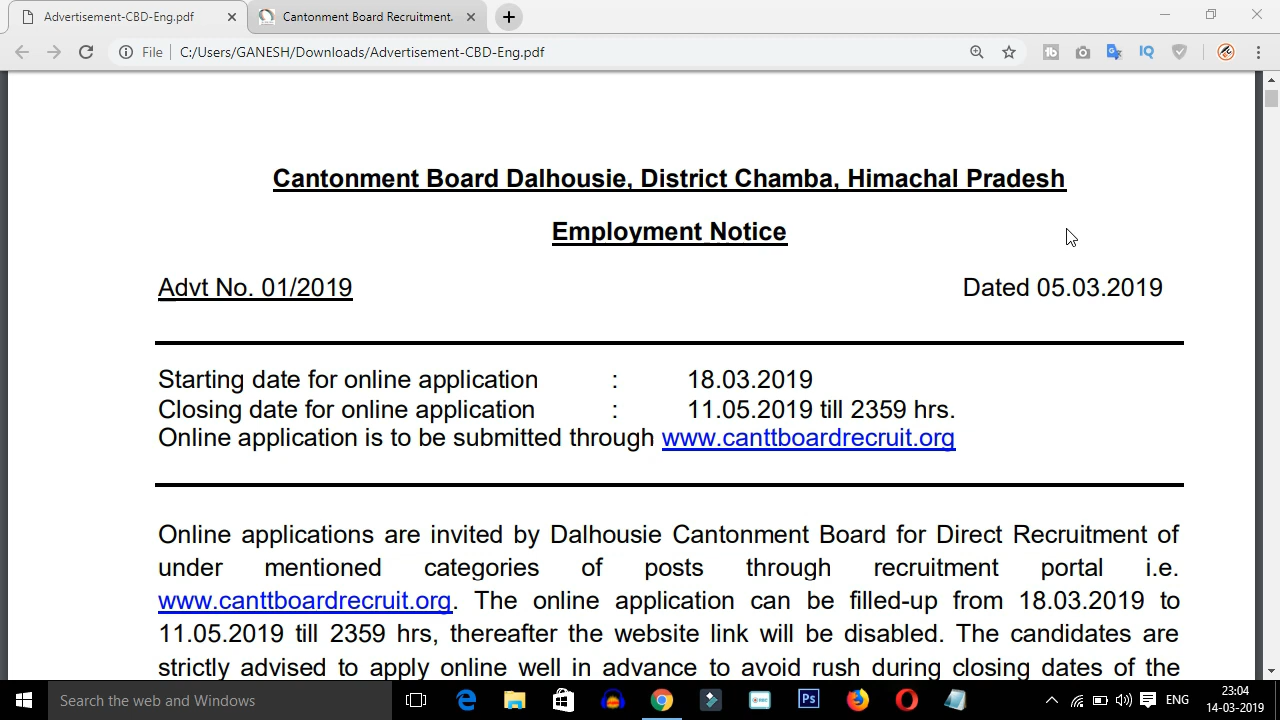 Advertisement-CBD-Eng.pdf
Cantonment Board Recruitment.
File
C:/Users/GANESH/Downloads/Advertisement-CBD-Eng.pdf
Cantonment Board Dalhousie, District Chamba, Himachal Pradesh
Employment Notice
Advt No. 01/2019 Dated 05.03.2019
Starting date for online application : 18.03.2019
Closing date for online application : 11.05.2019 till 2359 hrs.
Online application is to be submitted through www.canttboardrecruit.org
Online applications are invited by Dalhousie Cantonment Board for Direct Recruitment of
under mentioned categories of posts through recruitment portal i.e.
www.canttboardrecruit.org. The online application can be filled-up from 18.03.2019 to
11.05.2019 till 2359 hrs, thereafter the website link will be disabled. The candidates are
strictly advised to apply online well in advance to avoid rush during closing dates of the
Search the web and Windows
Ps
ENG
23:04
14-03-2019